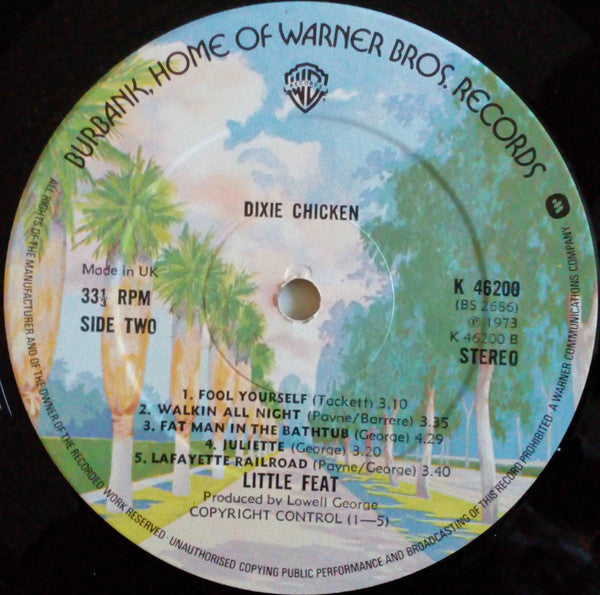 BURBANK, HOME OF WARNER BROS. RECORDS
WB
RECORDS
DIXIE CHICKEN
Made in UK
33⅓ RPM
SIDE TWO
K 46200
(BS 2686)
℗ 1973
K 46200 B
STEREO
1. FOOL YOURSELF (Tackett) 3.10
2. WALKIN ALL NIGHT (Payne/Barrere) 3.35
3. FAT MAN IN THE BATHTUB (George) 4.29
4. JULIETTE (George) 3.20
5. LAFAYETTE RAILROAD (Payne/George) 3.40
LITTLE FEAT
Produced by Lowell George
COPYRIGHT CONTROL (1—5)
ALL RIGHTS OF THE MANUFACTURER AND OF THE OWNER OF THE RECORDED WORK RESERVED. UNAUTHORISED COPYING PUBLIC PERFORMANCE AND BROADCASTING OF THIS RECORD PROHIBITED. A WARNER COMMUNICATIONS COMPANY